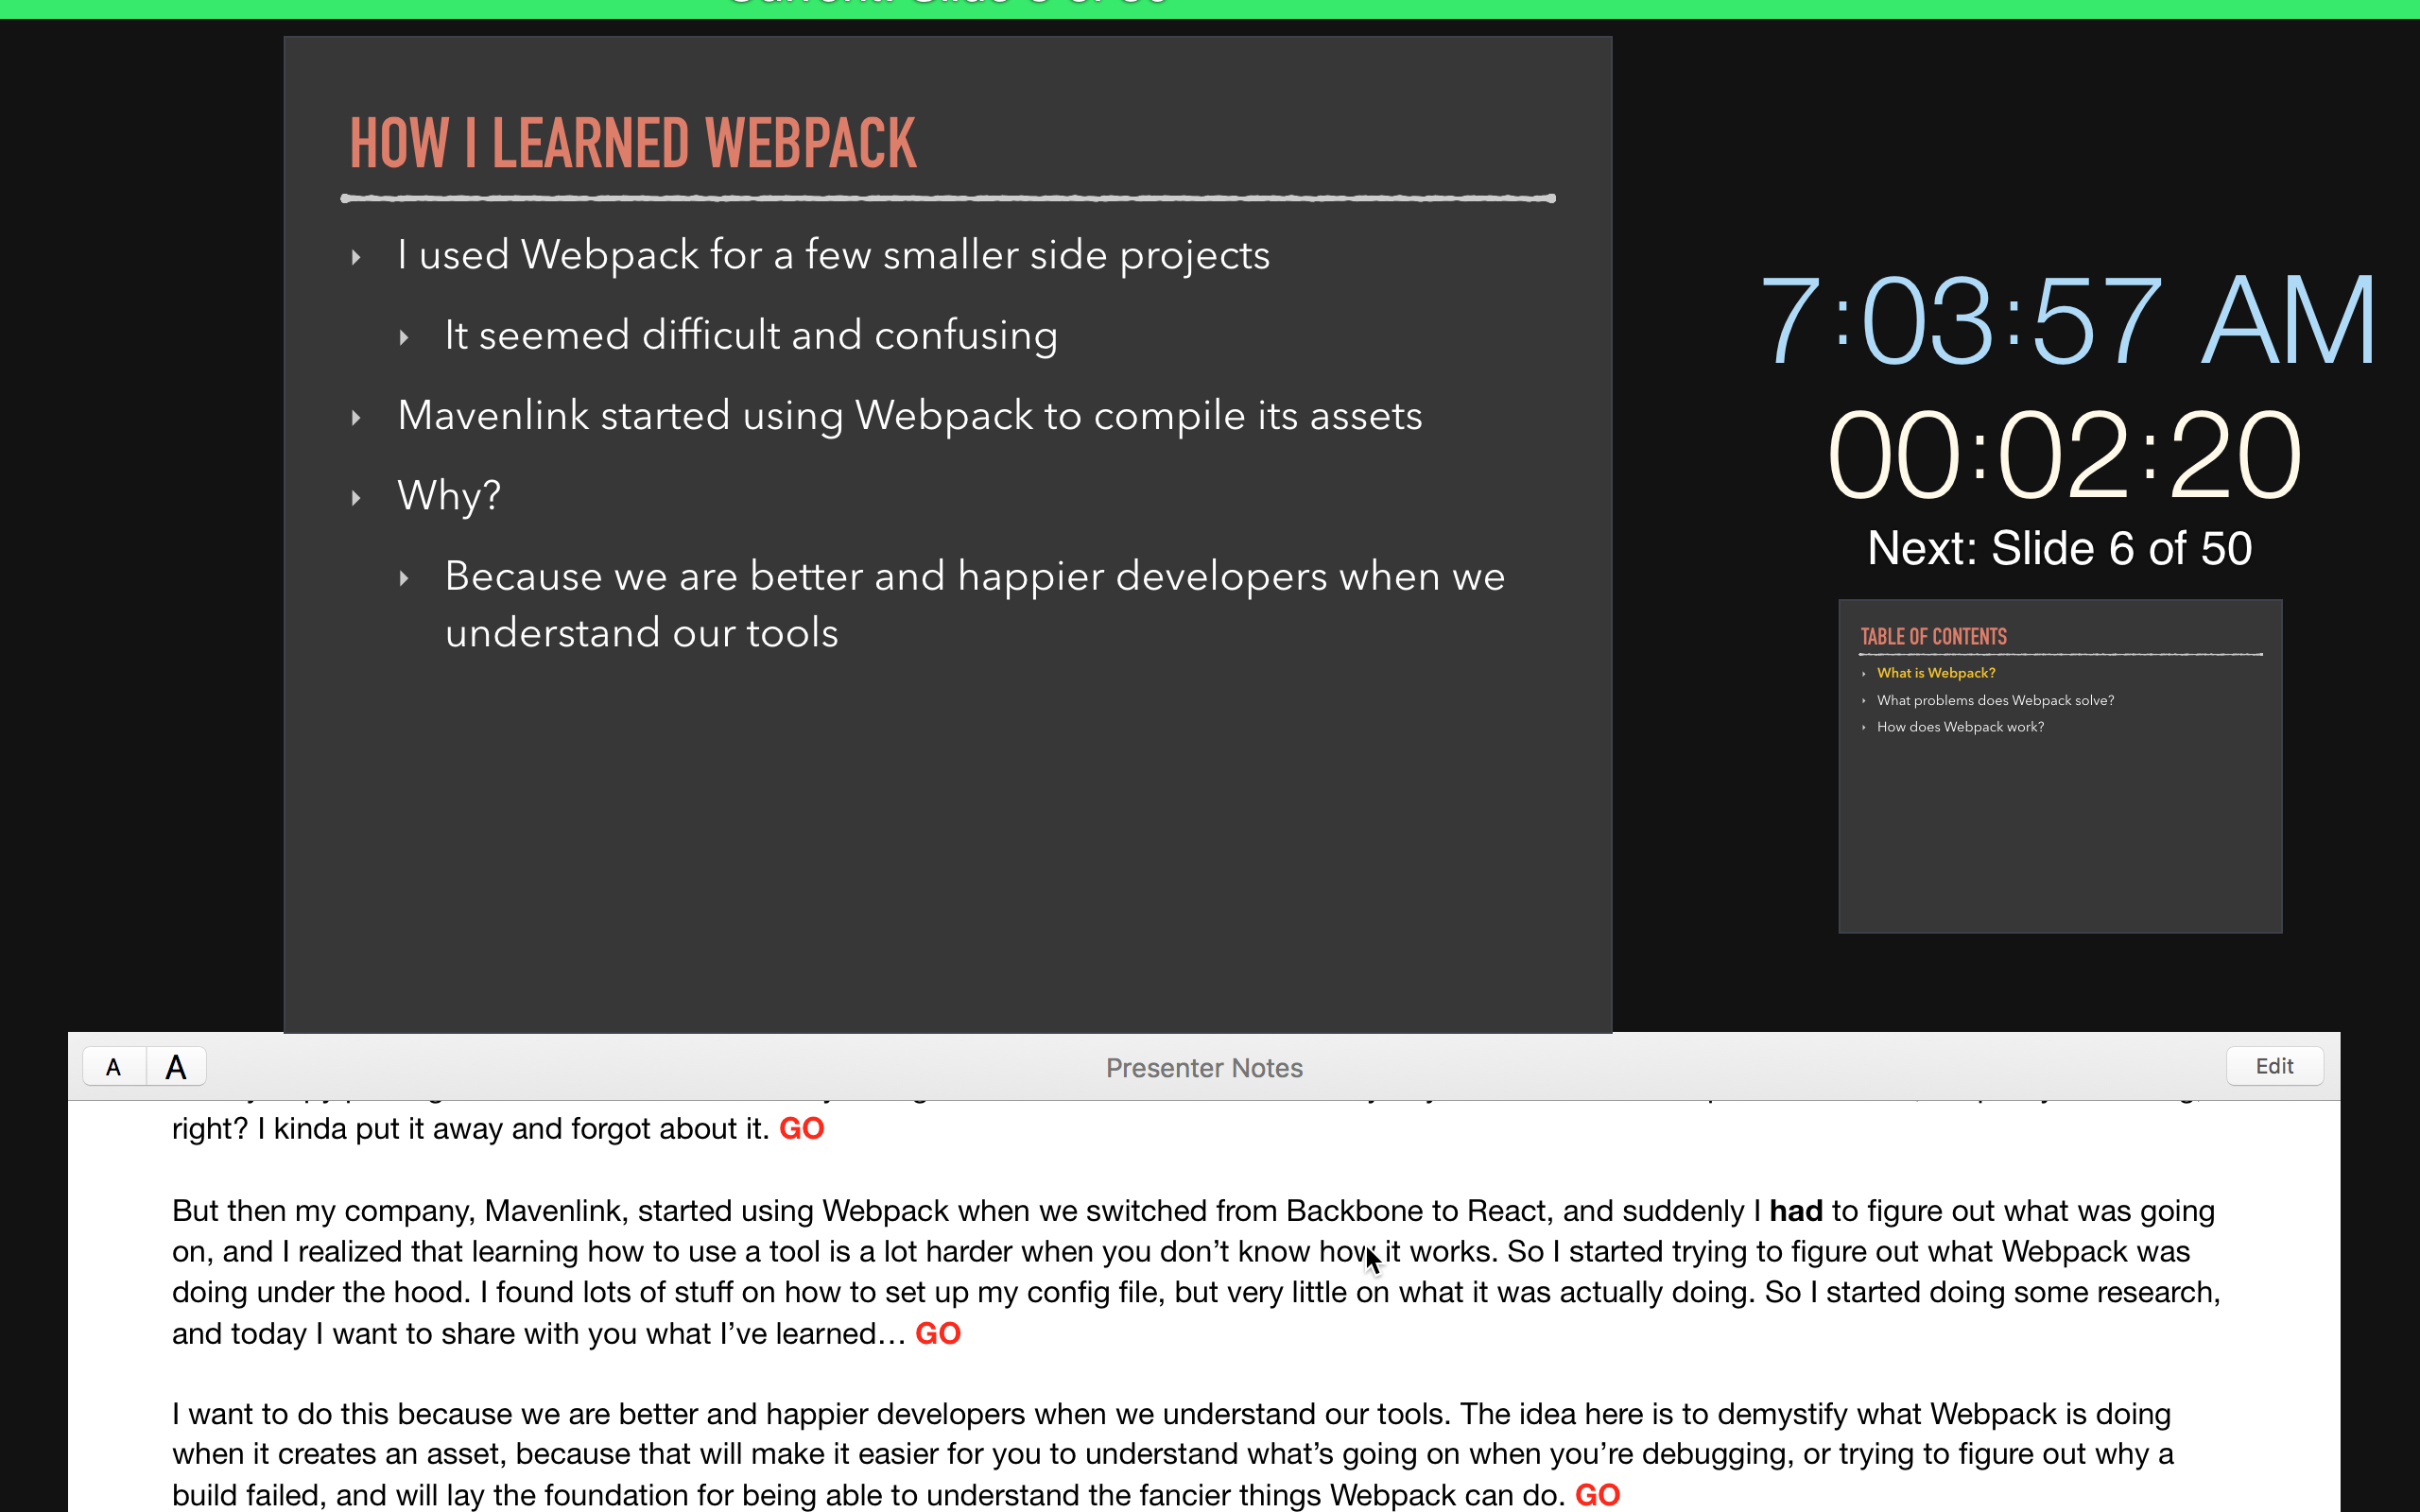 HOW I LEARNED WEBPACK
I used Webpack for a few smaller side projects
It seemed difficult and confusing
Mavenlink started using Webpack to compile its assets
Why?
Because we are better and happier developers when we
understand our tools
7:03:57 AM
00:02:20
Next: Slide 6 of 50
TABLE OF CONTENTS
What is Webpack?
What problems does Webpack solve?
How does Webpack work?
A A Presenter Notes Edit
right? I kinda put it away and forgot about it. GO
But then my company, Mavenlink, started using Webpack when we switched from Backbone to React, and suddenly I had to figure out what was going
on, and I realized that learning how to use a tool is a lot harder when you don’t know how it works. So I started trying to figure out what Webpack was
doing under the hood. I found lots of stuff on how to set up my config file, but very little on what it was actually doing. So I started doing some research,
and today I want to share with you what I’ve learned… GO
I want to do this because we are better and happier developers when we understand our tools. The idea here is to demystify what Webpack is doing
when it creates an asset, because that will make it easier for you to understand what’s going on when you’re debugging, or trying to figure out why a
build failed, and will lay the foundation for being able to understand the fancier things Webpack can do. GO